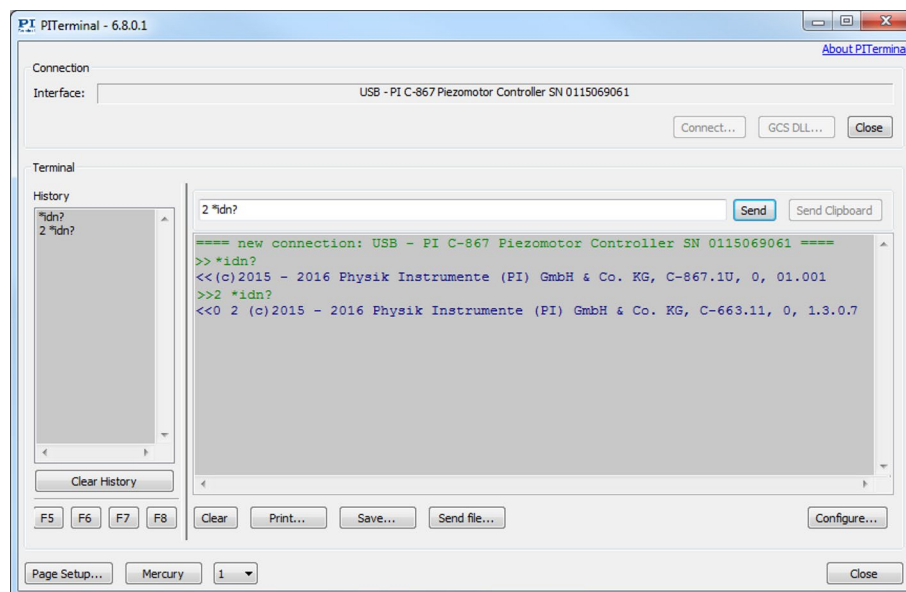 PI PITerminal - 6.8.0.1
About PITermina
Connection
Interface: USB - PI C-867 Piezomotor Controller SN 0115069061
Connect... GCS DLL... Close
Terminal
History
*idn?
2 *idn?
2 *idn? Send Send Clipboard
==== new connection: USB - PI C-867 Piezomotor Controller SN 0115069061 ====
>>*idn?
<<(c)2015 - 2016 Physik Instrumente (PI) GmbH & Co. KG, C-867.1U, 0, 01.001
>>2 *idn?
<<0 2 (c)2015 - 2016 Physik Instrumente (PI) GmbH & Co. KG, C-663.11, 0, 1.3.0.7
Clear History
F5 F6 F7 F8 Clear Print... Save... Send file... Configure...
Page Setup... Mercury 1 Close